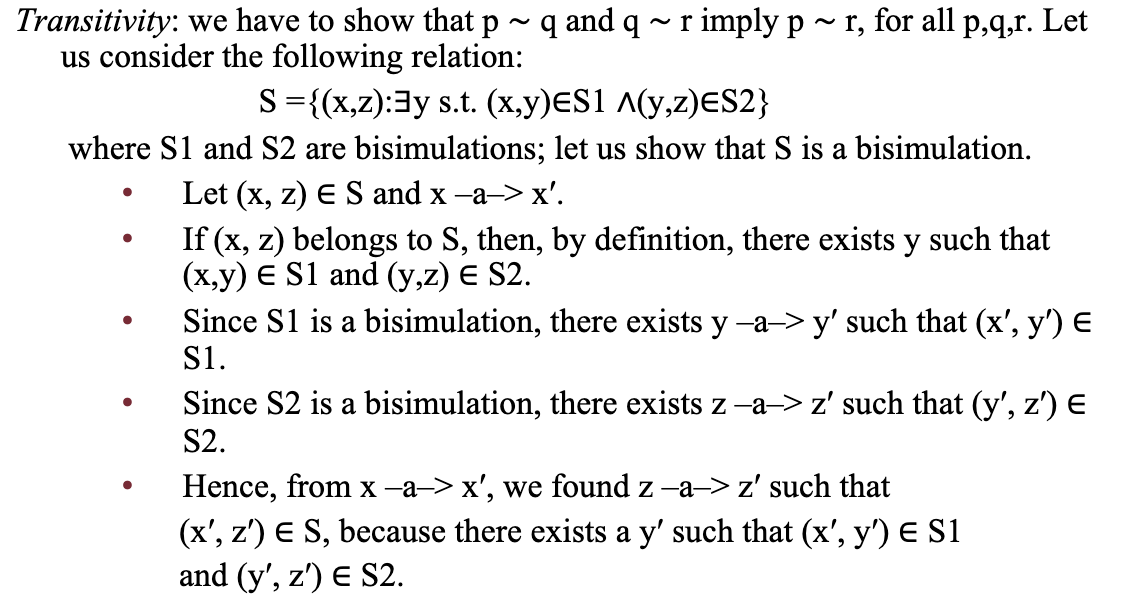 Transitivity: we have to show that p ~ q and q ~ r imply p ~ r, for all p,q,r. Let
us consider the following relation:
S ={(x,z):∃y s.t. (x,y)∈S1 ∧(y,z)∈S2}
where S1 and S2 are bisimulations; let us show that S is a bisimulation.
• Let (x, z) ∈ S and x –a–> x′.
• If (x, z) belongs to S, then, by definition, there exists y such that
(x,y) ∈ S1 and (y,z) ∈ S2.
• Since S1 is a bisimulation, there exists y –a–> y′ such that (x′, y′) ∈
S1.
• Since S2 is a bisimulation, there exists z –a–> z′ such that (y′, z′) ∈
S2.
• Hence, from x –a–> x′, we found z –a–> z′ such that
(x′, z′) ∈ S, because there exists a y′ such that (x′, y′) ∈ S1
and (y′, z′) ∈ S2.